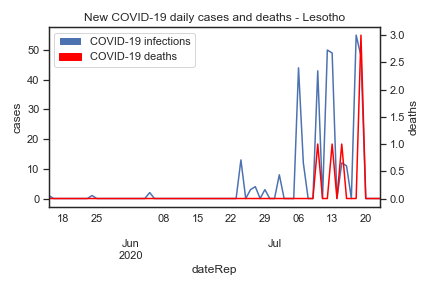 New COVID-19 daily cases and deaths - Lesotho
COVID-19 infections
COVID-19 deaths
cases
50
40
30
20
10
0
3.0
2.5
2.0
1.5
1.0
0.5
0.0
deaths
18 25 08 15 22 29 06 13 20
Jun Jul
2020
dateRep